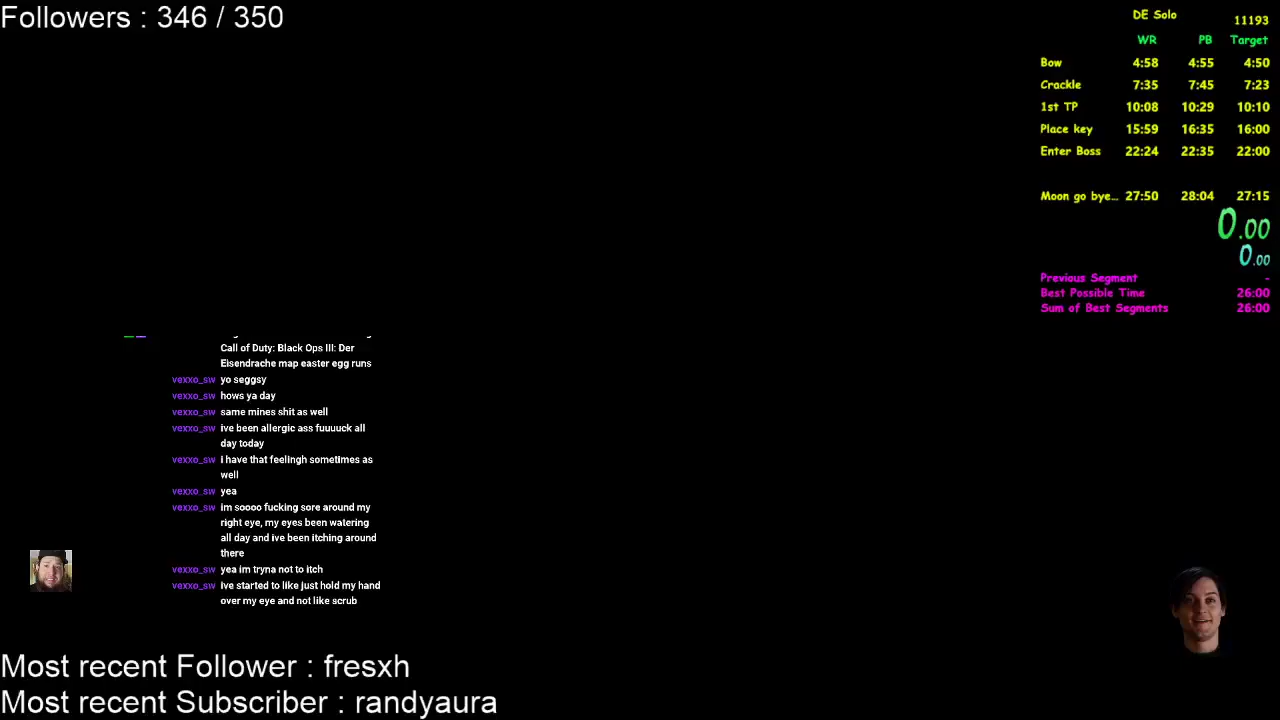 Followers : 346 / 350
DE Solo
11193
WR PB Target
Bow 4:58 4:55 4:50
Crackle 7:35 7:45 7:23
1st TP 10:08 10:29 10:10
Place key 15:59 16:35 16:00
Enter Boss 22:24 22:35 22:00
Moon go bye... 27:50 28:04 27:15
0.00
0.00
Previous Segment -
Best Possible Time 26:00
Sum of Best Segments 26:00
Call of Duty: Black Ops III: Der
Eisendrache map easter egg runs
vexxo_sw yo seggsy
vexxo_sw hows ya day
vexxo_sw same mines shit as well
vexxo_sw ive been allergic ass fuuuuck all
day today
vexxo_sw i have that feelingh sometimes as
well
vexxo_sw yea
vexxo_sw im soooo fucking sore around my
right eye, my eyes been watering
all day and ive been itching around
there
vexxo_sw yea im tryna not to itch
vexxo_sw ive started to like just hold my hand
over my eye and not like scrub
Most recent Follower : fresxh
Most recent Subscriber : randyaura